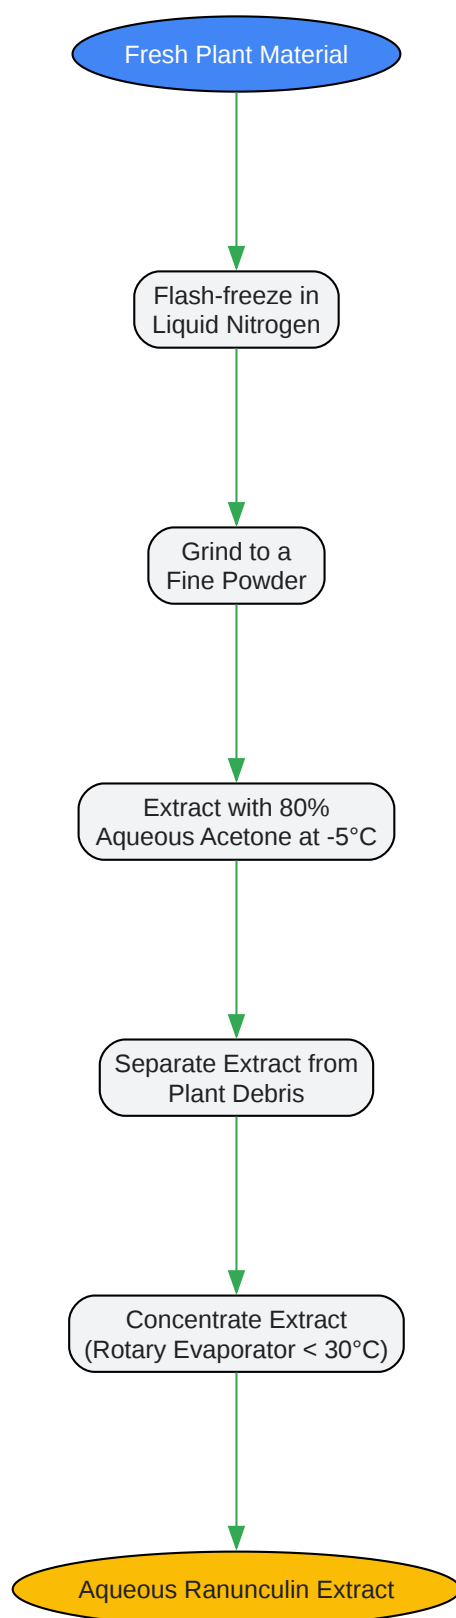 Fresh Plant Material
Flash-freeze in
Liquid Nitrogen
Grind to a
Fine Powder
Extract with 80%
Aqueous Acetone at -5°C
Separate Extract from
Plant Debris
Concentrate Extract
(Rotary Evaporator < 30°C)
Aqueous Ranunculin Extract